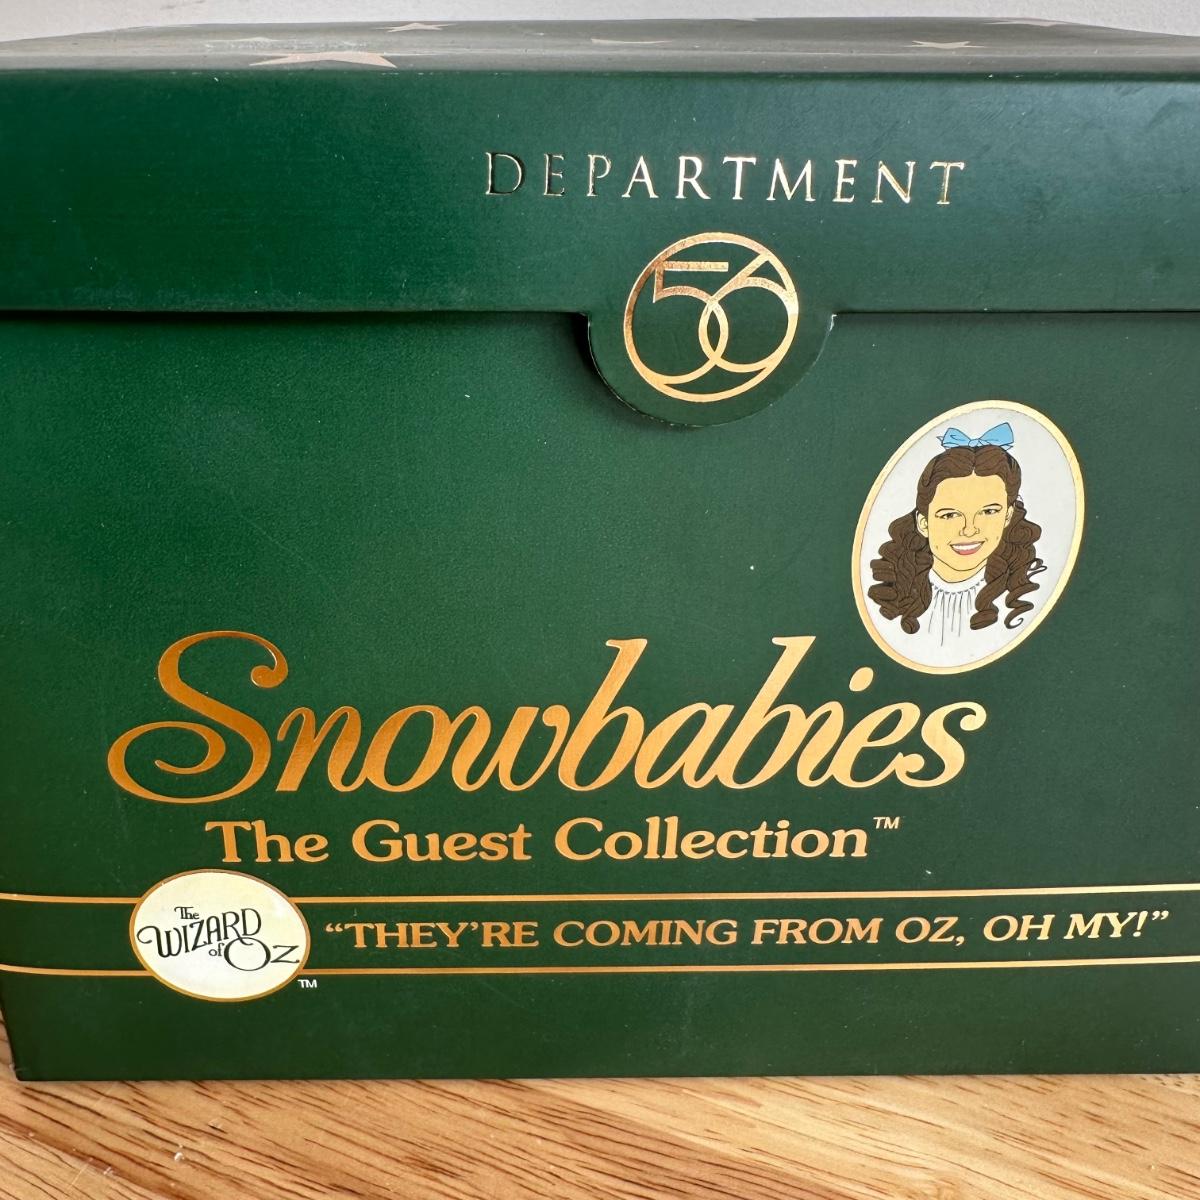 DEPARTMENT
56
Snowbabies
The Guest Collection™
The
WIZARD
of Oz
™
“THEY’RE COMING FROM OZ, OH MY!”